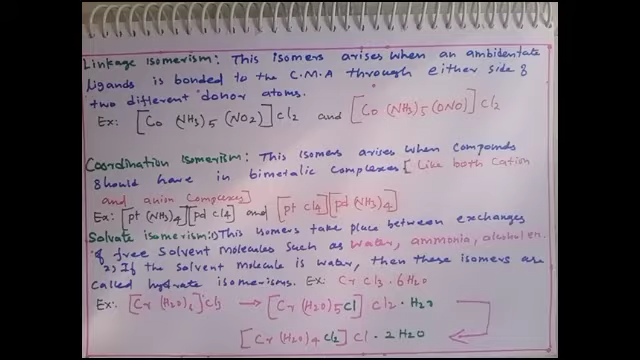 Linkage isomerism: This isomers arises when an ambidentate
ligands is bonded to the C.M.A through either side of
two different donor atoms.
Ex: [Co (NH3)5 (NO2)] Cl2 and [Co (NH3)5 (ONO)] Cl2
Coordination isomerism: This isomers arises when compounds
should have in bimetalic complexes [Like both Cation
and anion Complexes]
Ex: [pt (NH3)4] [pd Cl4] and [pt Cl4] [pd (NH3)4]
Solvate isomerism:1)This isomers take place between exchanges
of free Solvent Molecules such as water, ammonia, alcohol en.
2) If the solvent molecule is water, then these isomers are
called hydrate isomerisms. Ex: Cr Cl3 . 6H2O
Ex: [Cr (H2O)6] Cl3 → [Cr (H2O)5 Cl] Cl2 . H2O
[Cr (H2O)4 Cl2] Cl . 2H2O